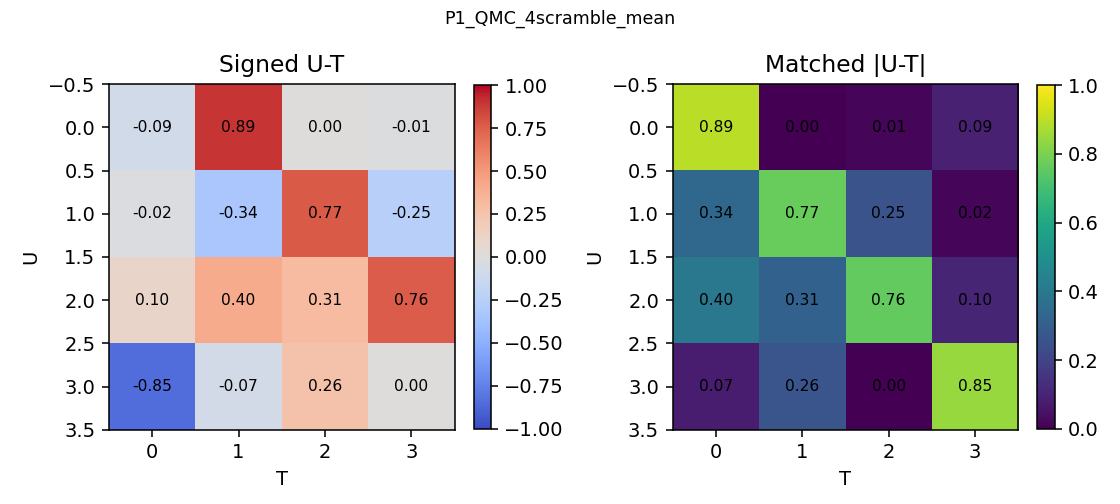 P1_QMC_4scramble_mean
Signed U-T
Matched |U-T|
−0.5
0.0
0.5
1.0
1.5
2.0
2.5
3.0
3.5
U
-0.09 0.89 0.00 -0.01
-0.02 -0.34 0.77 -0.25
0.10 0.40 0.31 0.76
-0.85 -0.07 0.26 0.00
0 1 2 3
T
1.00
0.75
0.50
0.25
0.00
−0.25
−0.50
−0.75
−1.00
−0.5
0.0
0.5
1.0
1.5
2.0
2.5
3.0
3.5
U
0.89 0.00 0.01 0.09
0.34 0.77 0.25 0.02
0.40 0.31 0.76 0.10
0.07 0.26 0.00 0.85
0 1 2 3
T
1.0
0.8
0.6
0.4
0.2
0.0